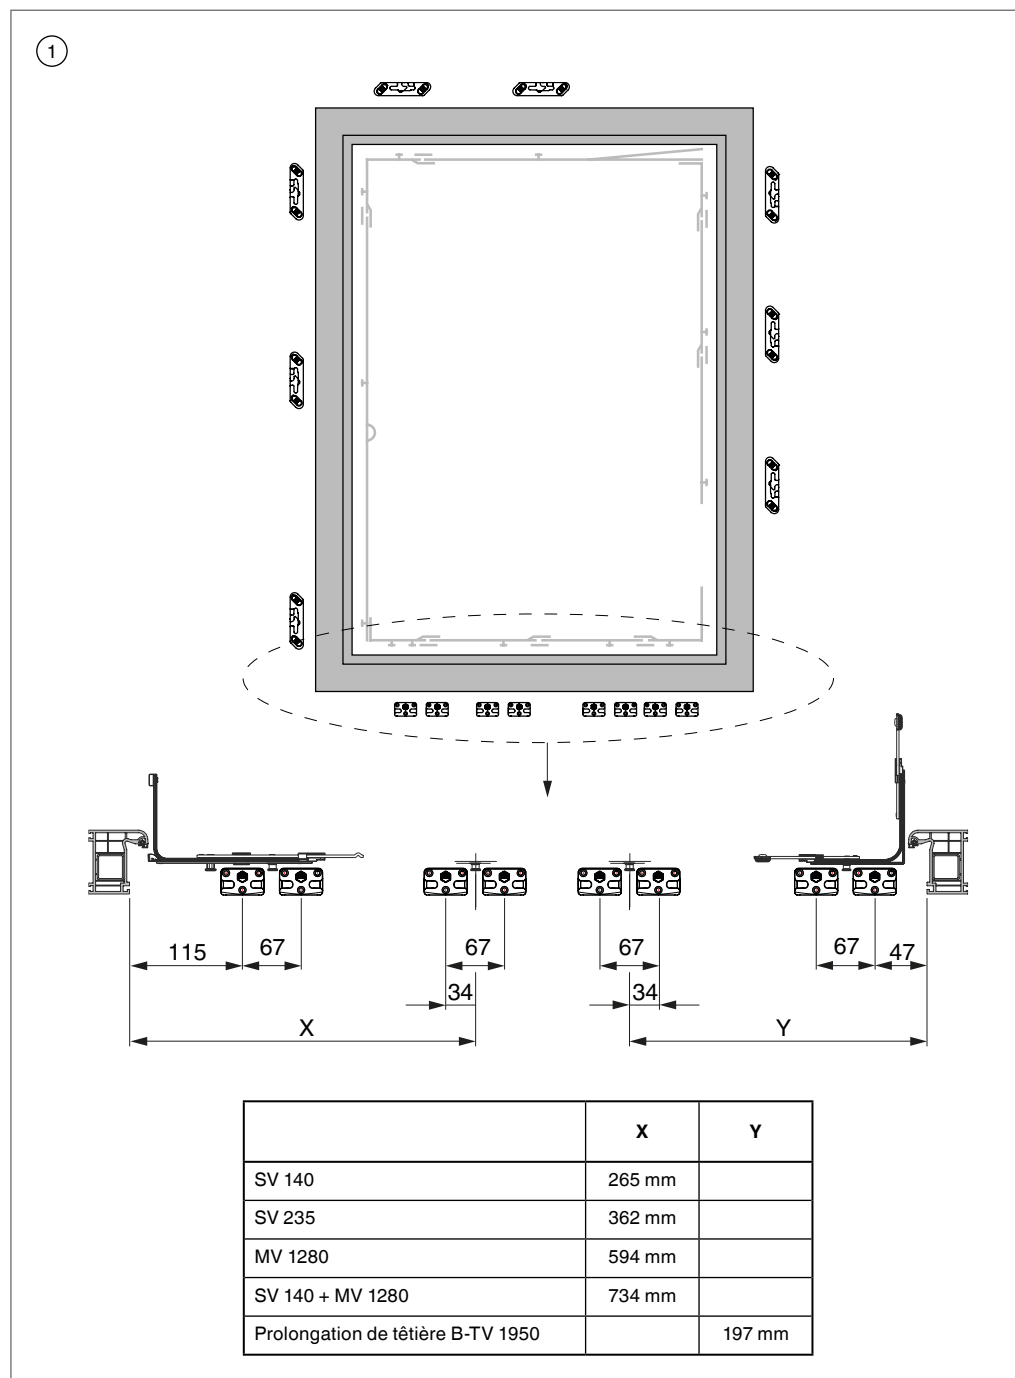 1
115 67 67 67 67 47
34 34
X Y
X Y
SV 140 265 mm
SV 235 362 mm
MV 1280 594 mm
SV 140 + MV 1280 734 mm
Prolongation de têtière B-TV 1950 197 mm